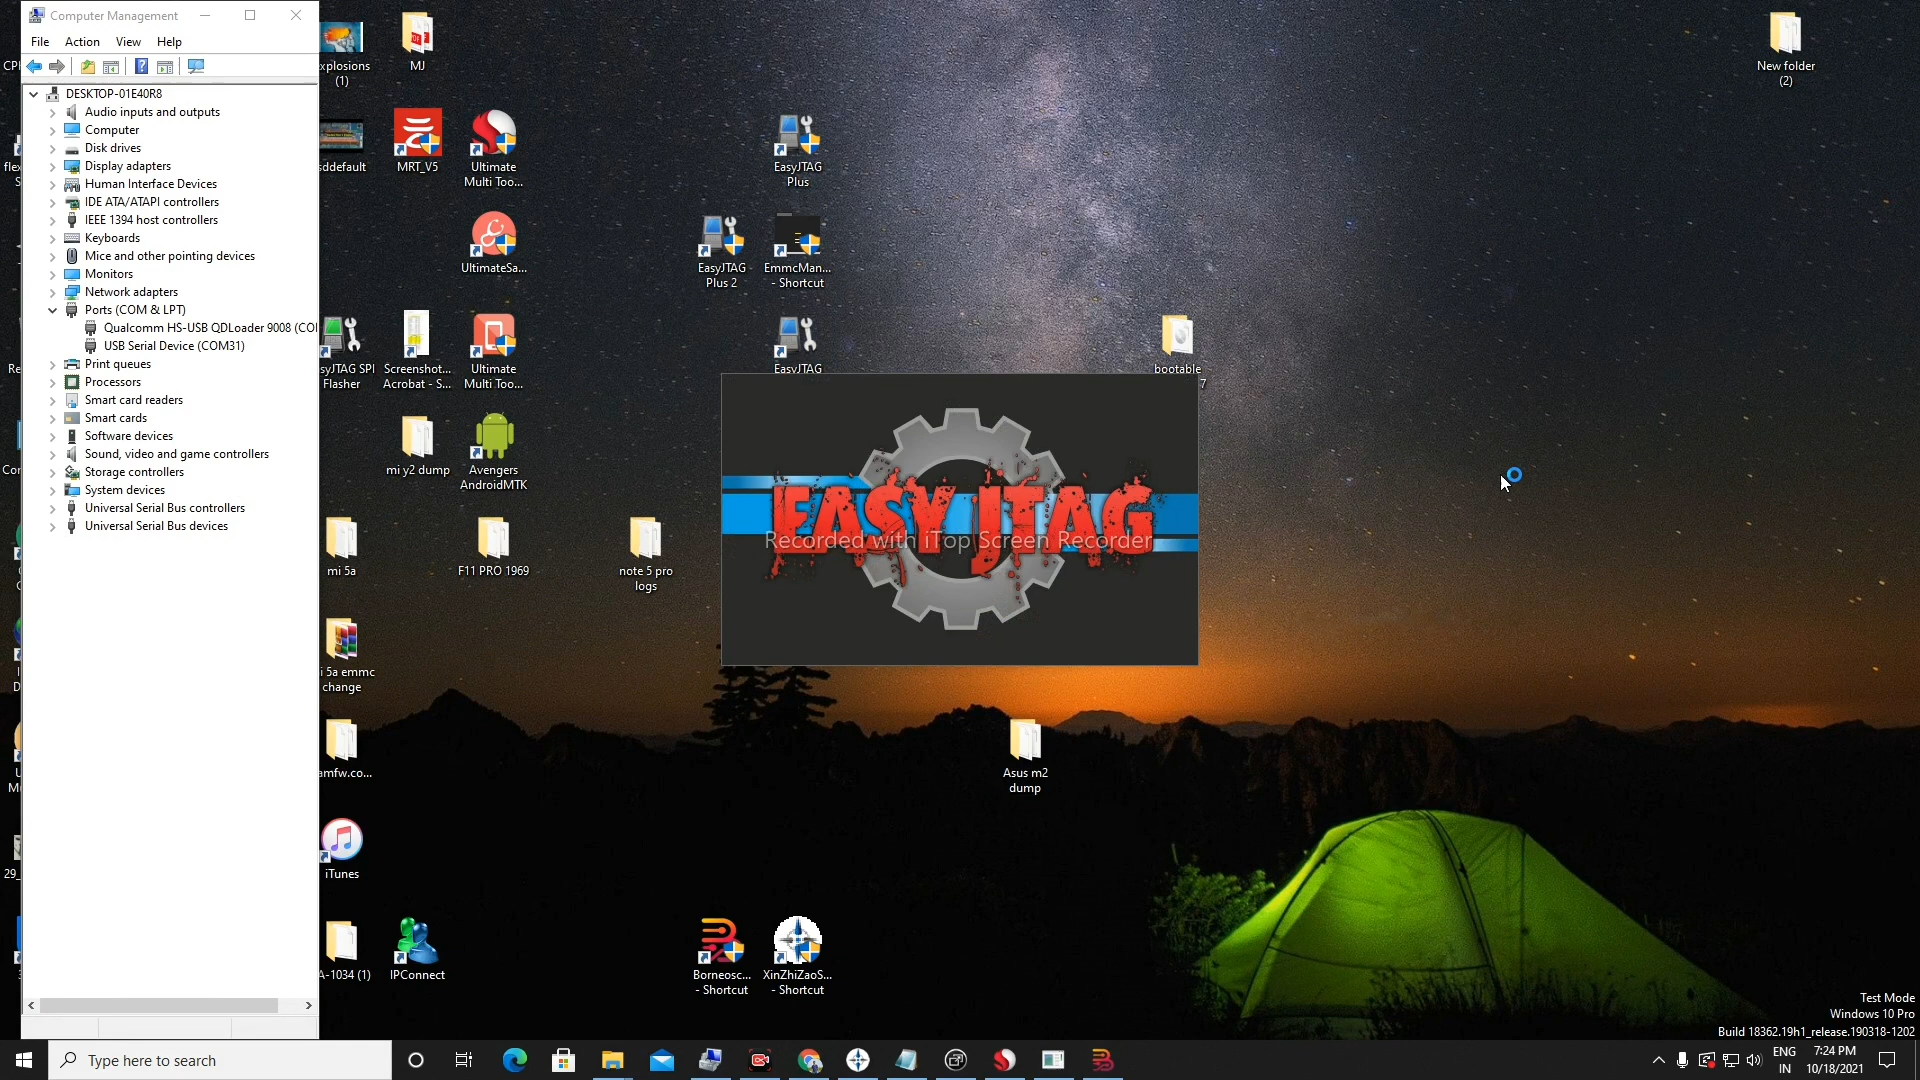 Computer Management
File Action View Help
DESKTOP-01E40R8
Audio inputs and outputs
Computer
Disk drives
Display adapters
Human Interface Devices
IDE ATA/ATAPI controllers
IEEE 1394 host controllers
Keyboards
Mice and other pointing devices
Monitors
Network adapters
Ports (COM & LPT)
Qualcomm HS-USB QDLoader 9008 (COI
USB Serial Device (COM31)
Print queues
Processors
Smart card readers
Smart cards
Software devices
Sound, video and game controllers
Storage controllers
System devices
Universal Serial Bus controllers
Universal Serial Bus devices
xplosions
(1)
MJ
New folder
(2)
sddefault
MRT_V5
Ultimate
Multi Too...
EasyJTAG
Plus
UltimateSa...
EasyJTAG
Plus 2
EmmcMan...
- Shortcut
syJTAG SPI
Flasher
Screenshot...
Acrobat - S...
Ultimate
Multi Too...
EasyJTAG
bootable
7
mi y2 dump
Avengers
AndroidMTK
EASY JTAG
Recorded with iTop Screen Recorder
mi 5a
F11 PRO 1969
note 5 pro
logs
i 5a emmc
change
amfw.co...
Asus m2
dump
iTunes
A-1034 (1)
IPConnect
Borneosc...
- Shortcut
XinZhiZaoS...
- Shortcut
Test Mode
Windows 10 Pro
Build 18362.19h1_release.190318-1202
Type here to search
ENG
IN
7:24 PM
10/18/2021